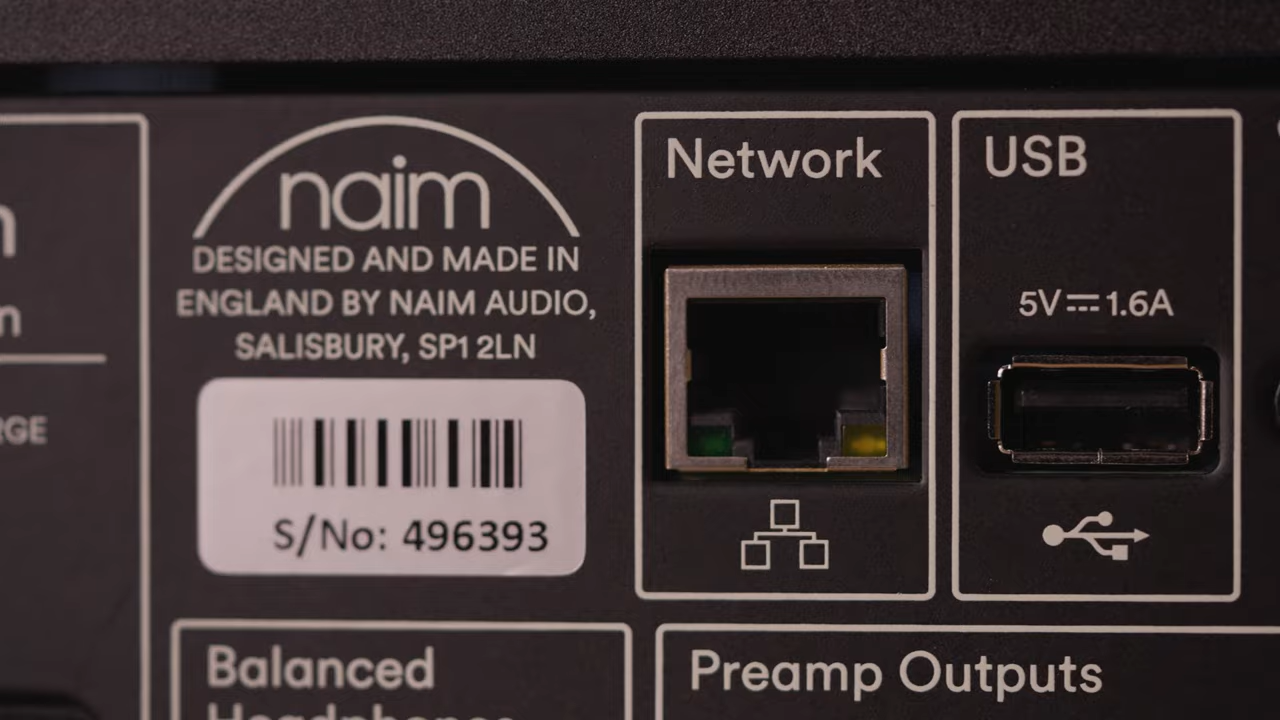 naim
DESIGNED AND MADE IN
ENGLAND BY NAIM AUDIO,
SALISBURY, SP1 2LN
S/No: 496393
Network
USB
5V⎓1.6A
Balanced
Headphones
Preamp Outputs